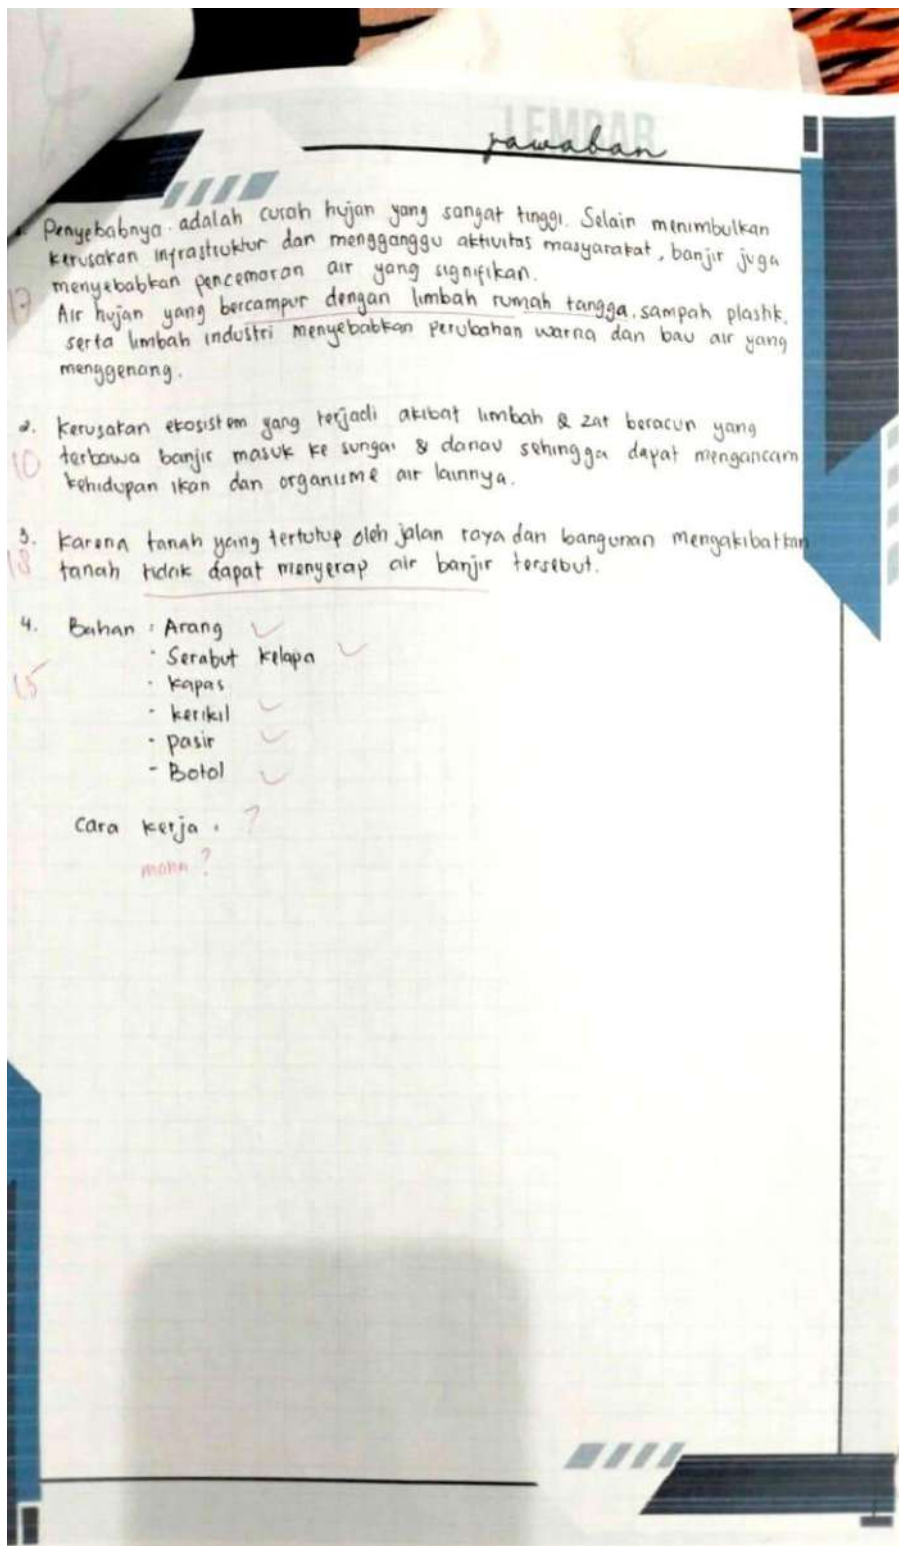 LEMBAR
jawaban
Penyebabnya adalah curah hujan yang sangat tinggi. Selain menimbulkan
kerusakan infrastruktur dan mengganggu aktivitas masyarakat, banjir juga
menyebabkan pencemaran air yang signifikan.
Air hujan yang bercampur dengan limbah rumah tangga, sampah plastik,
serta limbah industri menyebabkan perubahan warna dan bau air yang
menggenang.
2. kerusakan ekosistem yang terjadi akibat limbah & zat beracun yang
10 terbawa banjir masuk ke sungai & danau sehingga dapat mengancam
kehidupan ikan dan organisme air lainnya.
3. karena tanah yang tertutup oleh jalan raya dan bangunan mengakibatkan
18 tanah tidak dapat menyerap air banjir tersebut.
4. Bahan : Arang
· Serabut kelapa
15 · kapas
- kerikil
- pasir
- Botol
Cara kerja : ?
mana ?